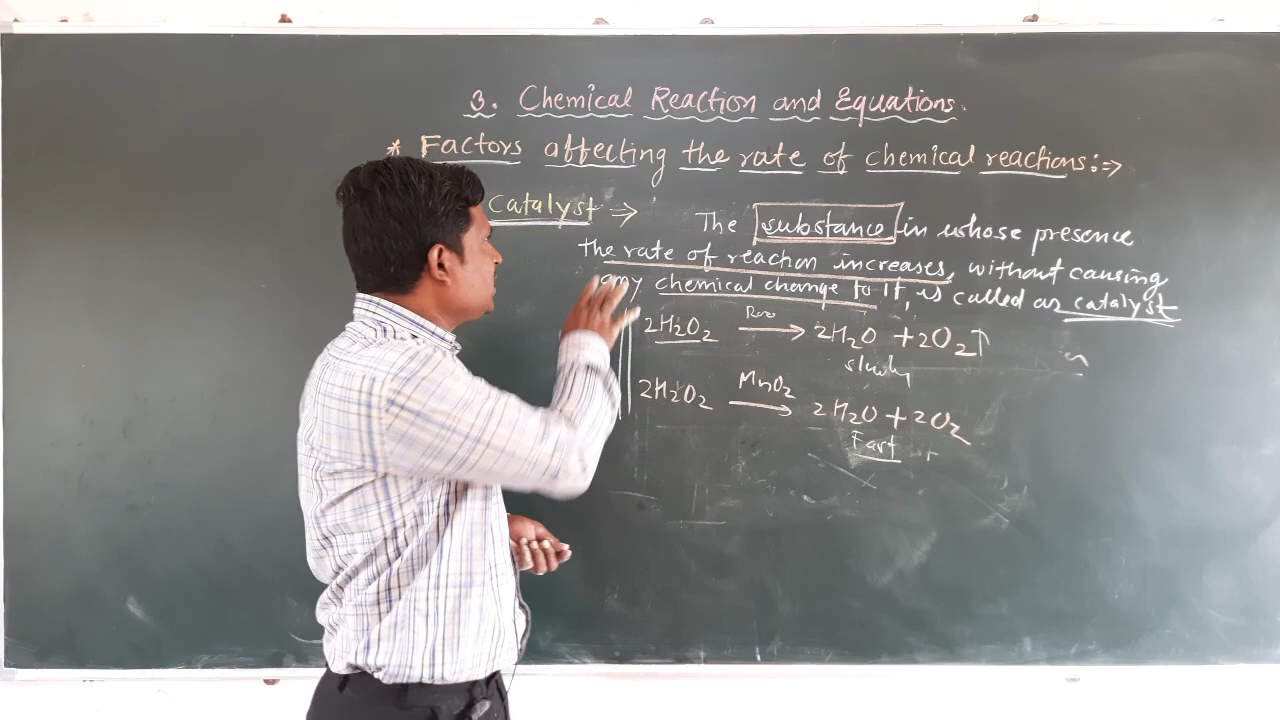 3. Chemical Reaction and Equations.
* Factors affecting the rate of chemical reactions:→
Catalyst ⇒
The substance in whose presence
the rate of reaction increases, without causing
any chemical change to it, is called as catalyst
2H₂O₂ → 2H₂O + 2O₂↑
slowly
2H₂O₂ MnO₂ → 2H₂O + 2O₂
Fast